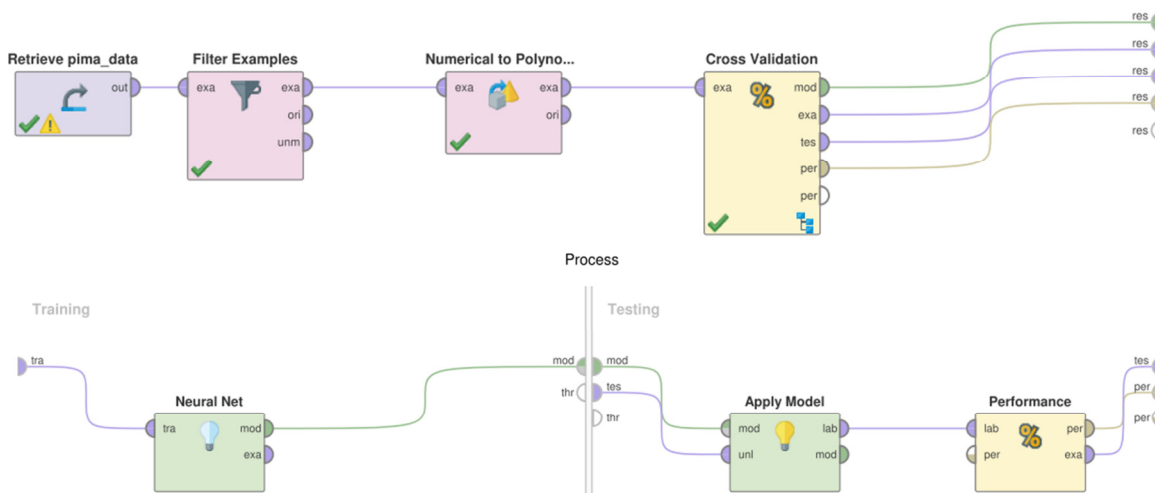 res
Retrieve pima_data Filter Examples Numerical to Polyno... Cross Validation res
out exa exa exa exa exa mod res
ori ori exa res
unm tes res
per
per
Process
Training Testing
tra mod mod tes
thr tes per
Neural Net thr Apply Model Performance per
tra mod mod lab lab per
exa unl mod per exa